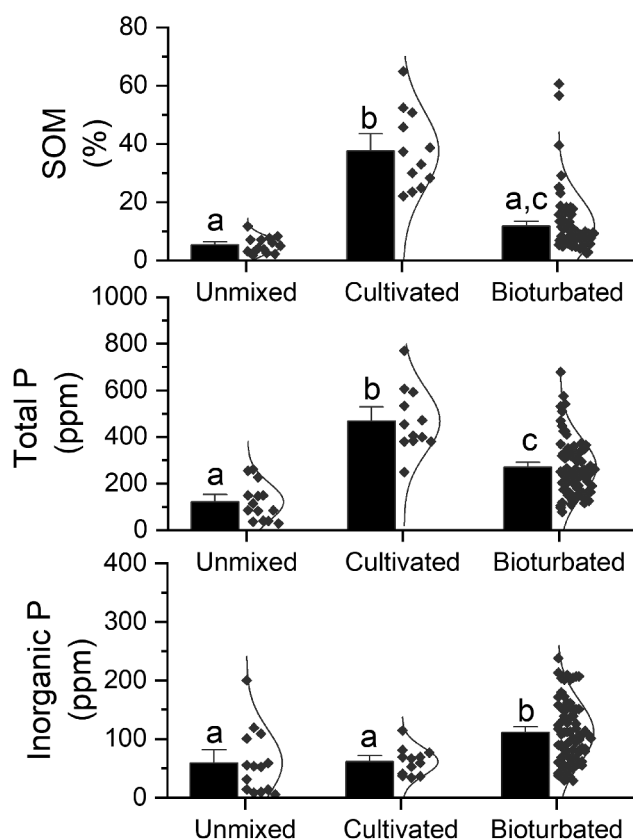 80
60
40
20
0
SOM
(%)
a
b
a,c
Unmixed Cultivated Bioturbated
1000
800
600
400
200
0
Total P
(ppm)
a
b
c
Unmixed Cultivated Bioturbated
400
300
200
100
0
Inorganic P
(ppm)
a
a
b
Unmixed Cultivated Bioturbated